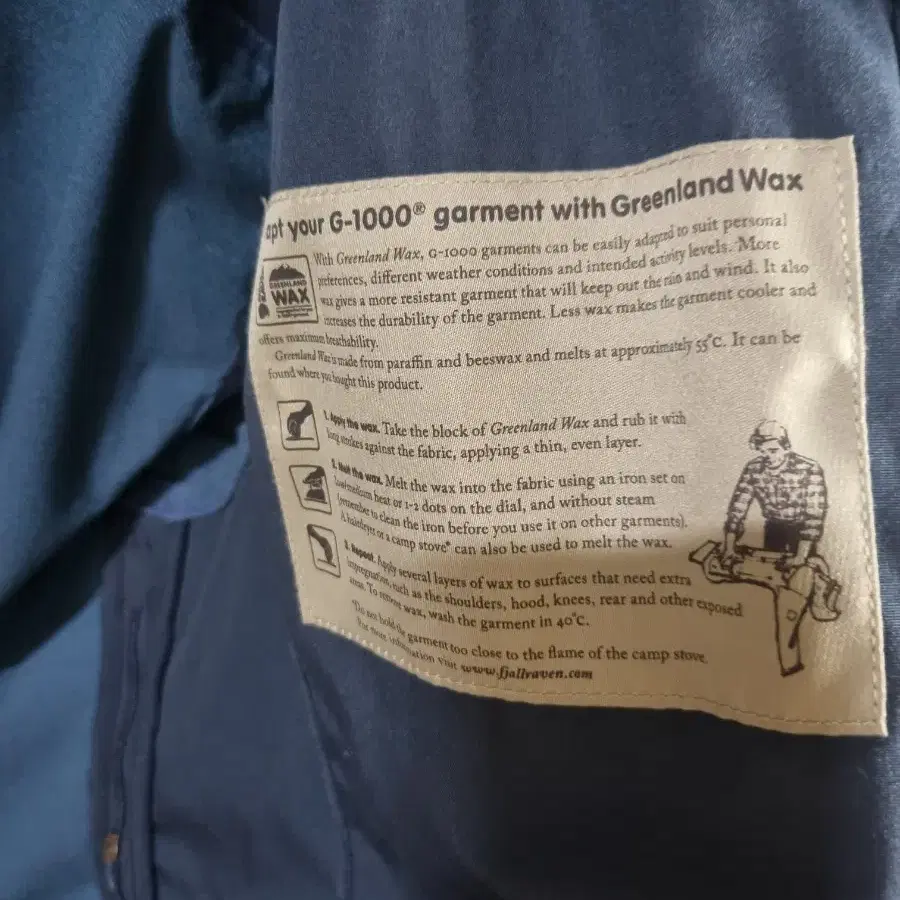 apt your G-1000® garment with Greenland Wax
GREENLAND
WAX
With Greenland Wax, G-1000 garments can be easily adapted to suit personal
preferences, different weather conditions and intended activity levels. More
wax gives a more resistant garment that will keep out the rain and wind. It also
increases the durability of the garment. Less wax makes the garment cooler and
offers maximum breathability.
Greenland Wax is made from paraffin and beeswax and melts at approximately 55°C. It can be
found where you bought this product.
1. Apply the wax. Take the block of Greenland Wax and rub it with
long strokes against the fabric, applying a thin, even layer.
2. Melt the wax. Melt the wax into the fabric using an iron set on
low/medium heat or 1-2 dots on the dial, and without steam
(remember to clean the iron before you use it on other garments).
A hairdryer or a camp stove* can also be used to melt the wax.
3. Repeat. Apply several layers of wax to surfaces that need extra
impregnation, such as the shoulders, hood, knees, rear and other exposed
areas. To remove wax, wash the garment in 40°C.
*Do not hold the garment too close to the flame of the camp stove.
For more information visit www.fjallraven.com